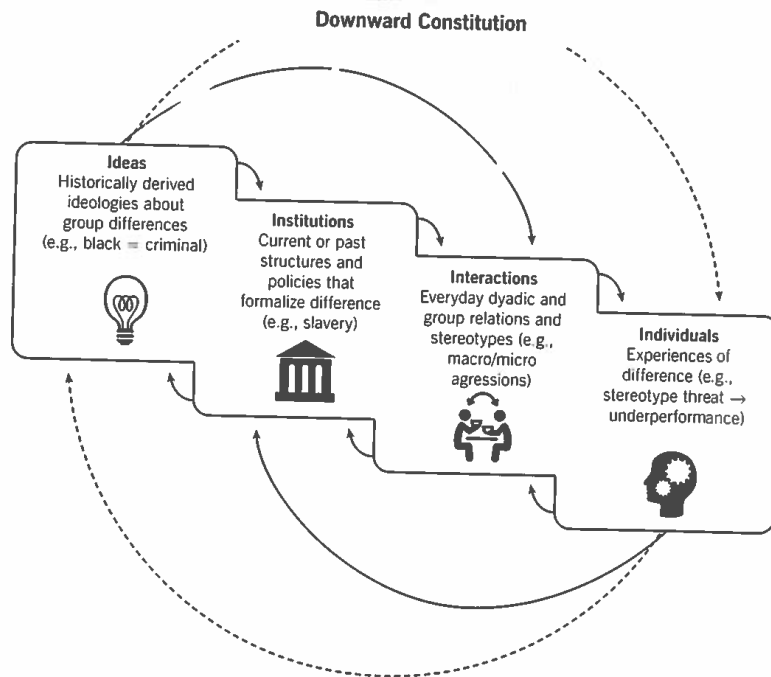 Downward Constitution
Ideas
Historically derived
ideologies about
group differences
(e.g., black = criminal)
Institutions
Current or past
structures and
policies that
formalize difference
(e.g., slavery)
Interactions
Everyday dyadic and
group relations and
stereotypes (e.g.,
macro/micro
agressions)
Individuals
Experiences of
difference (e.g.,
stereotype threat →
underperformance)